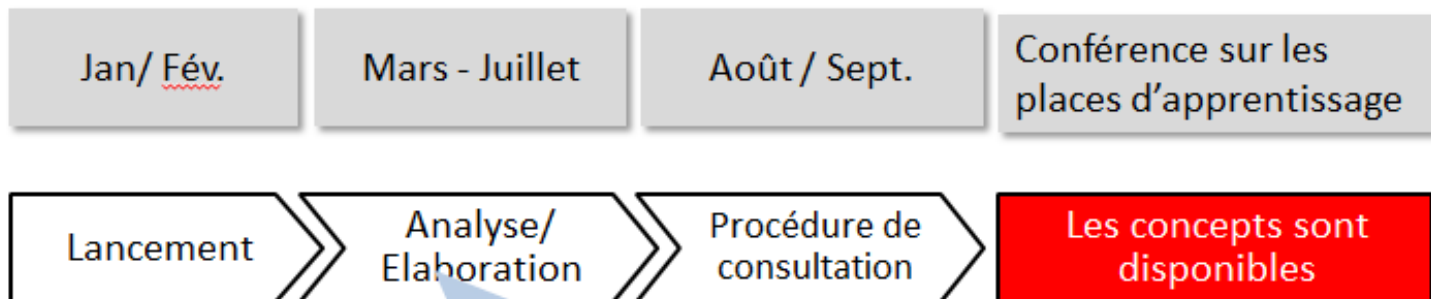 Jan/ Fév.
Mars - Juillet
Août / Sept.
Conférence sur les
places d'apprentissage
Lancement
Analyse/
Elaboration
Procédure de
consultation
Les concepts sont
disponibles